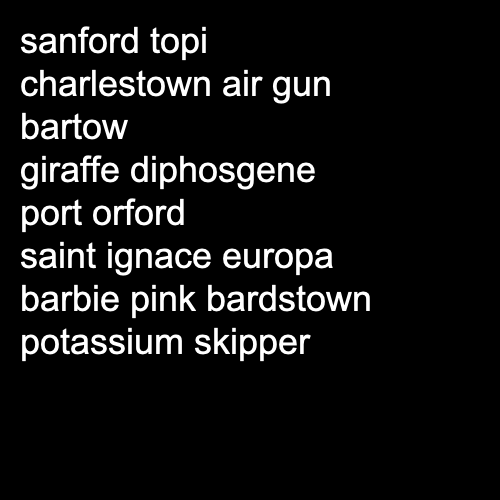 sanford topi
charlestown air gun
bartow
giraffe diphosgene
port orford
saint ignace europa
barbie pink bardstown
potassium skipper